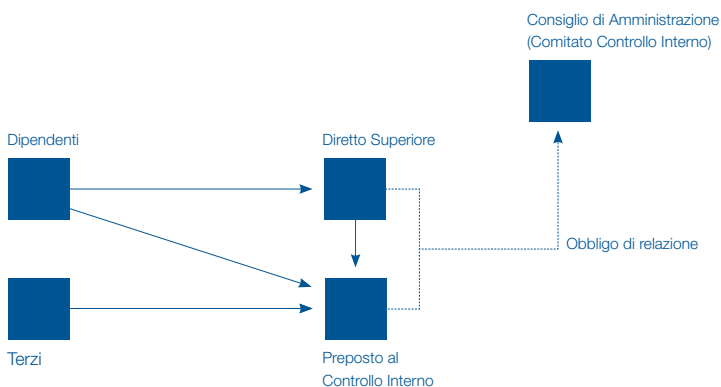 Consiglio di Amministrazione
(Comitato Controllo Interno)
Dipendenti
Diretto Superiore
Obbligo di relazione
Terzi
Preposto al
Controllo Interno